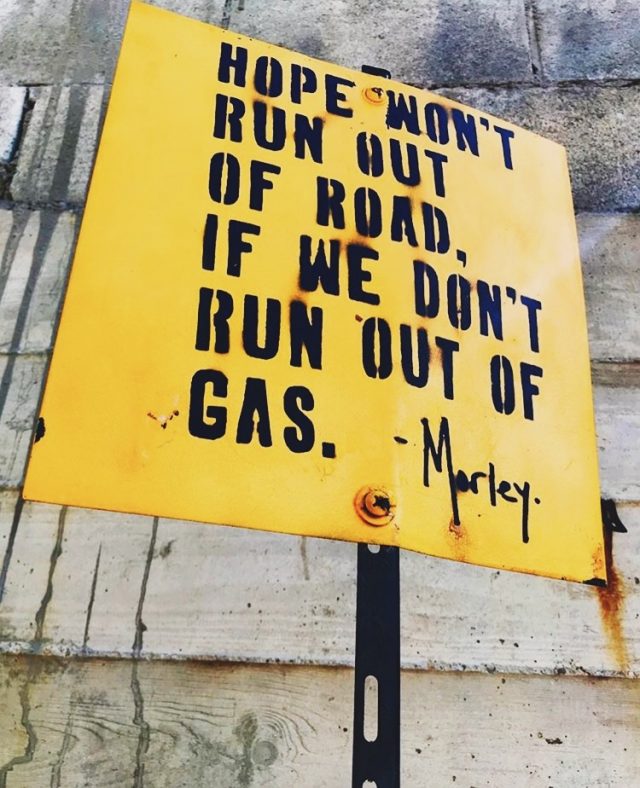 HOPE WON'T
RUN OUT
OF ROAD,
IF WE DON'T
RUN OUT OF
GAS.
- Morley.